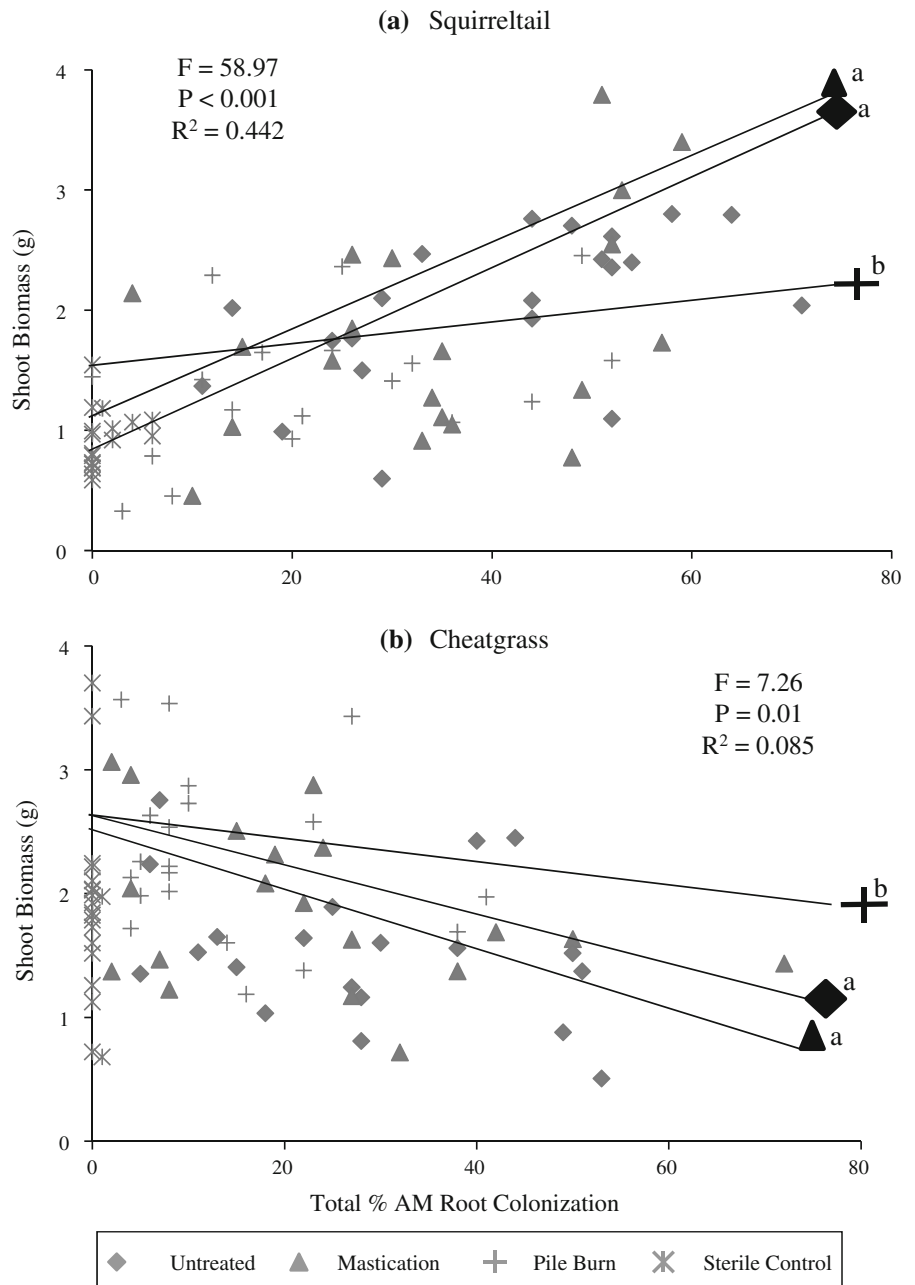 (a) Squirreltail
F = 58.97
P < 0.001
R² = 0.442
4
3
2
1
0
Shoot Biomass (g)
a
a
b
0 20 40 60 80
(b) Cheatgrass
F = 7.26
P = 0.01
R² = 0.085
4
3
2
1
0
Shoot Biomass (g)
b
a
a
0 20 40 60 80
Total % AM Root Colonization
Untreated Mastication Pile Burn Sterile Control